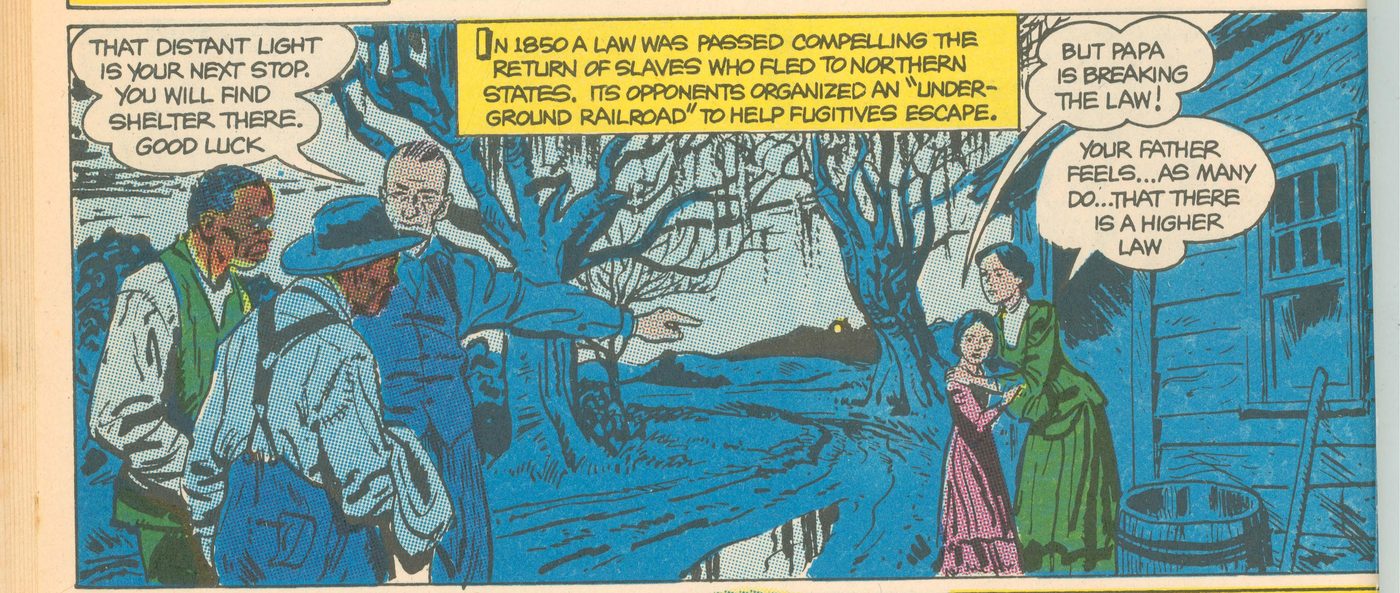 THAT DISTANT LIGHT
IS YOUR NEXT STOP.
YOU WILL FIND
SHELTER THERE.
GOOD LUCK
IN 1850 A LAW WAS PASSED COMPELLING THE
RETURN OF SLAVES WHO FLED TO NORTHERN
STATES. ITS OPPONENTS ORGANIZED AN "UNDER-
GROUND RAILROAD" TO HELP FUGITIVES ESCAPE.
BUT PAPA
IS BREAKING
THE LAW!
YOUR FATHER
FEELS...AS MANY
DO...THAT THERE
IS A HIGHER
LAW